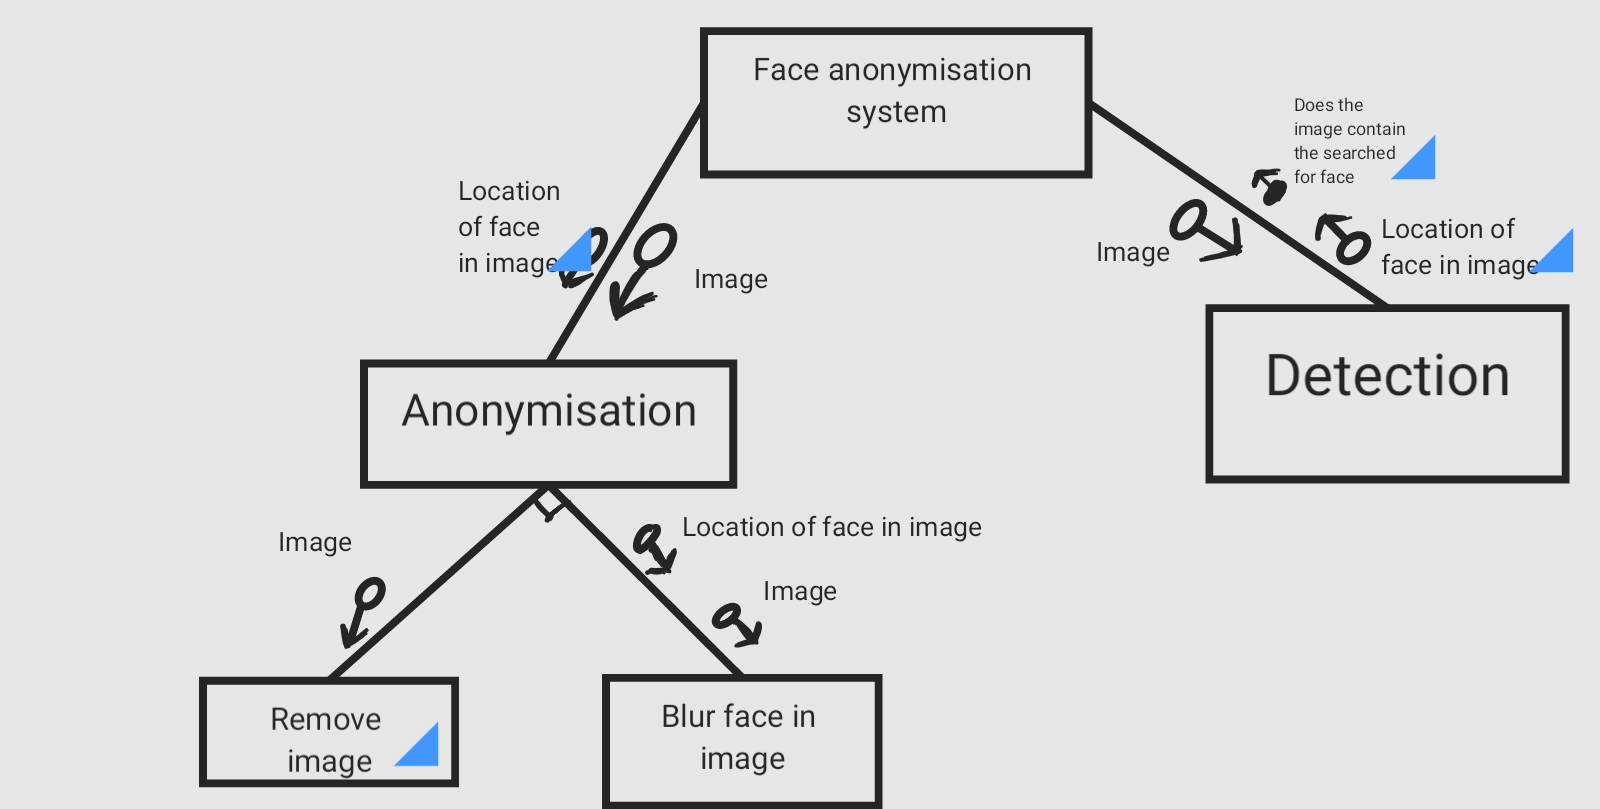 Face anonymisation
system
Does the
image contain
the searched
for face
Location
of face
in image
Image
Image
Location of
face in image
Anonymisation
Detection
Image
Location of face in image
Image
Remove
image
Blur face in
image